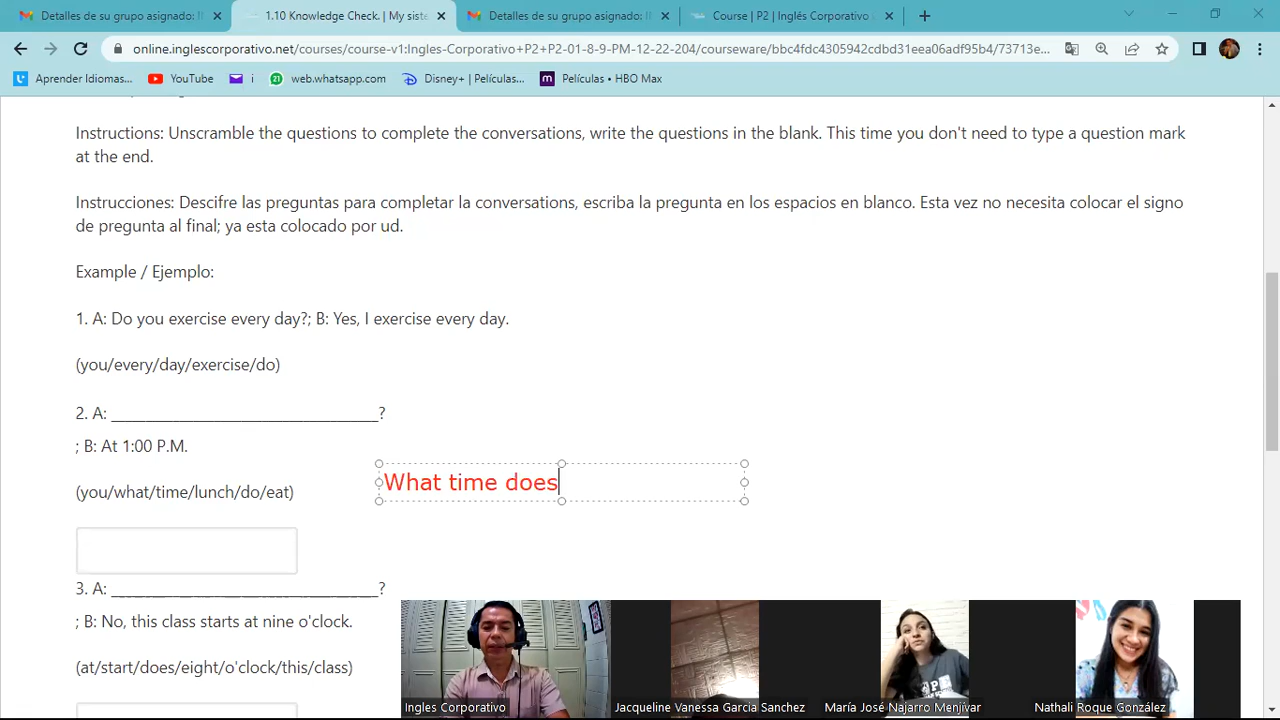 Detalles de su grupo asignado: I
1.10 Knowledge Check. | My siste
Detalles de su grupo asignado: I
Course | P2 | Inglés Corporativo
online.inglescorporativo.net/courses/course-v1:Ingles-Corporativo+P2+P2-01-8-9-PM-12-22-204/courseware/bbc4fdc4305942cdbd31eea06adf95b4/73713e...
Aprender Idiomas...
YouTube
i
web.whatsapp.com
Disney+ | Películas...
Películas • HBO Max
Instructions: Unscramble the questions to complete the conversations, write the questions in the blank. This time you don't need to type a question mark
at the end.
Instrucciones: Descifre las preguntas para completar la conversations, escriba la pregunta en los espacios en blanco. Esta vez no necesita colocar el signo
de pregunta al final; ya esta colocado por ud.
Example / Ejemplo:
1. A: Do you exercise every day?; B: Yes, I exercise every day.
(you/every/day/exercise/do)
2. A: ______________________________?
; B: At 1:00 P.M.
What time does
(you/what/time/lunch/do/eat)
3. A: ______________________________?
; B: No, this class starts at nine o'clock.
(at/start/does/eight/o'clock/this/class)
Ingles Corporativo
Jacqueline Vanessa Garcia Sanchez
María José Najarro Menjivar
Nathali Roque González